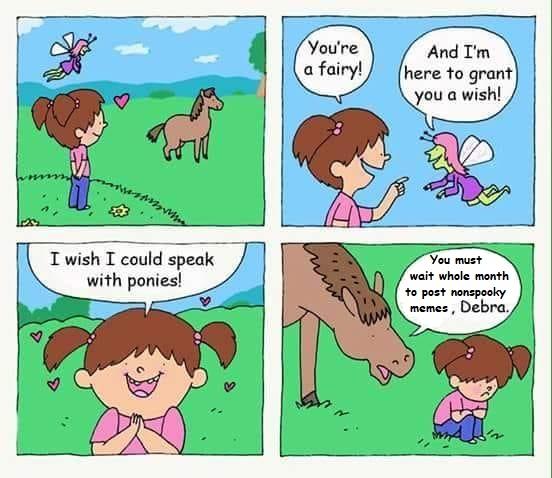 You're
a fairy!
And I'm
here to grant
you a wish!
I wish I could speak
with ponies!
You must
wait whole month
to post nonspooky
memes , Debra.